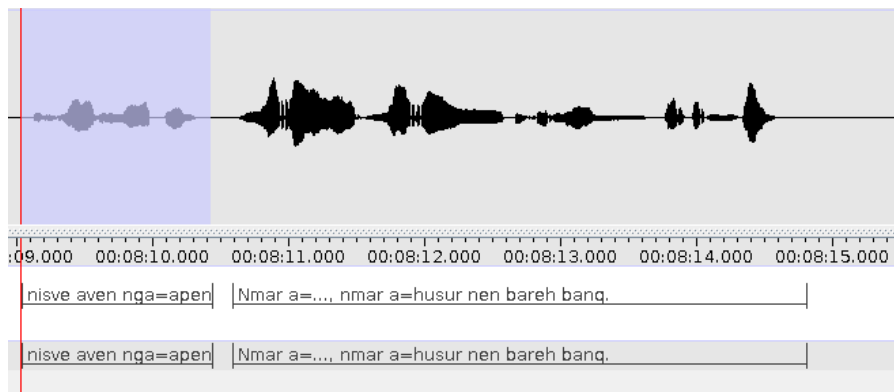 :09.000 00:08:10.000 00:08:11.000 00:08:12.000 00:08:13.000 00:08:14.000 00:08:15.000
nisve aven nga=apen Nmar a=..., nmar a=husur nen bareh banq.
nisve aven nga=apen Nmar a=..., nmar a=husur nen bareh banq.